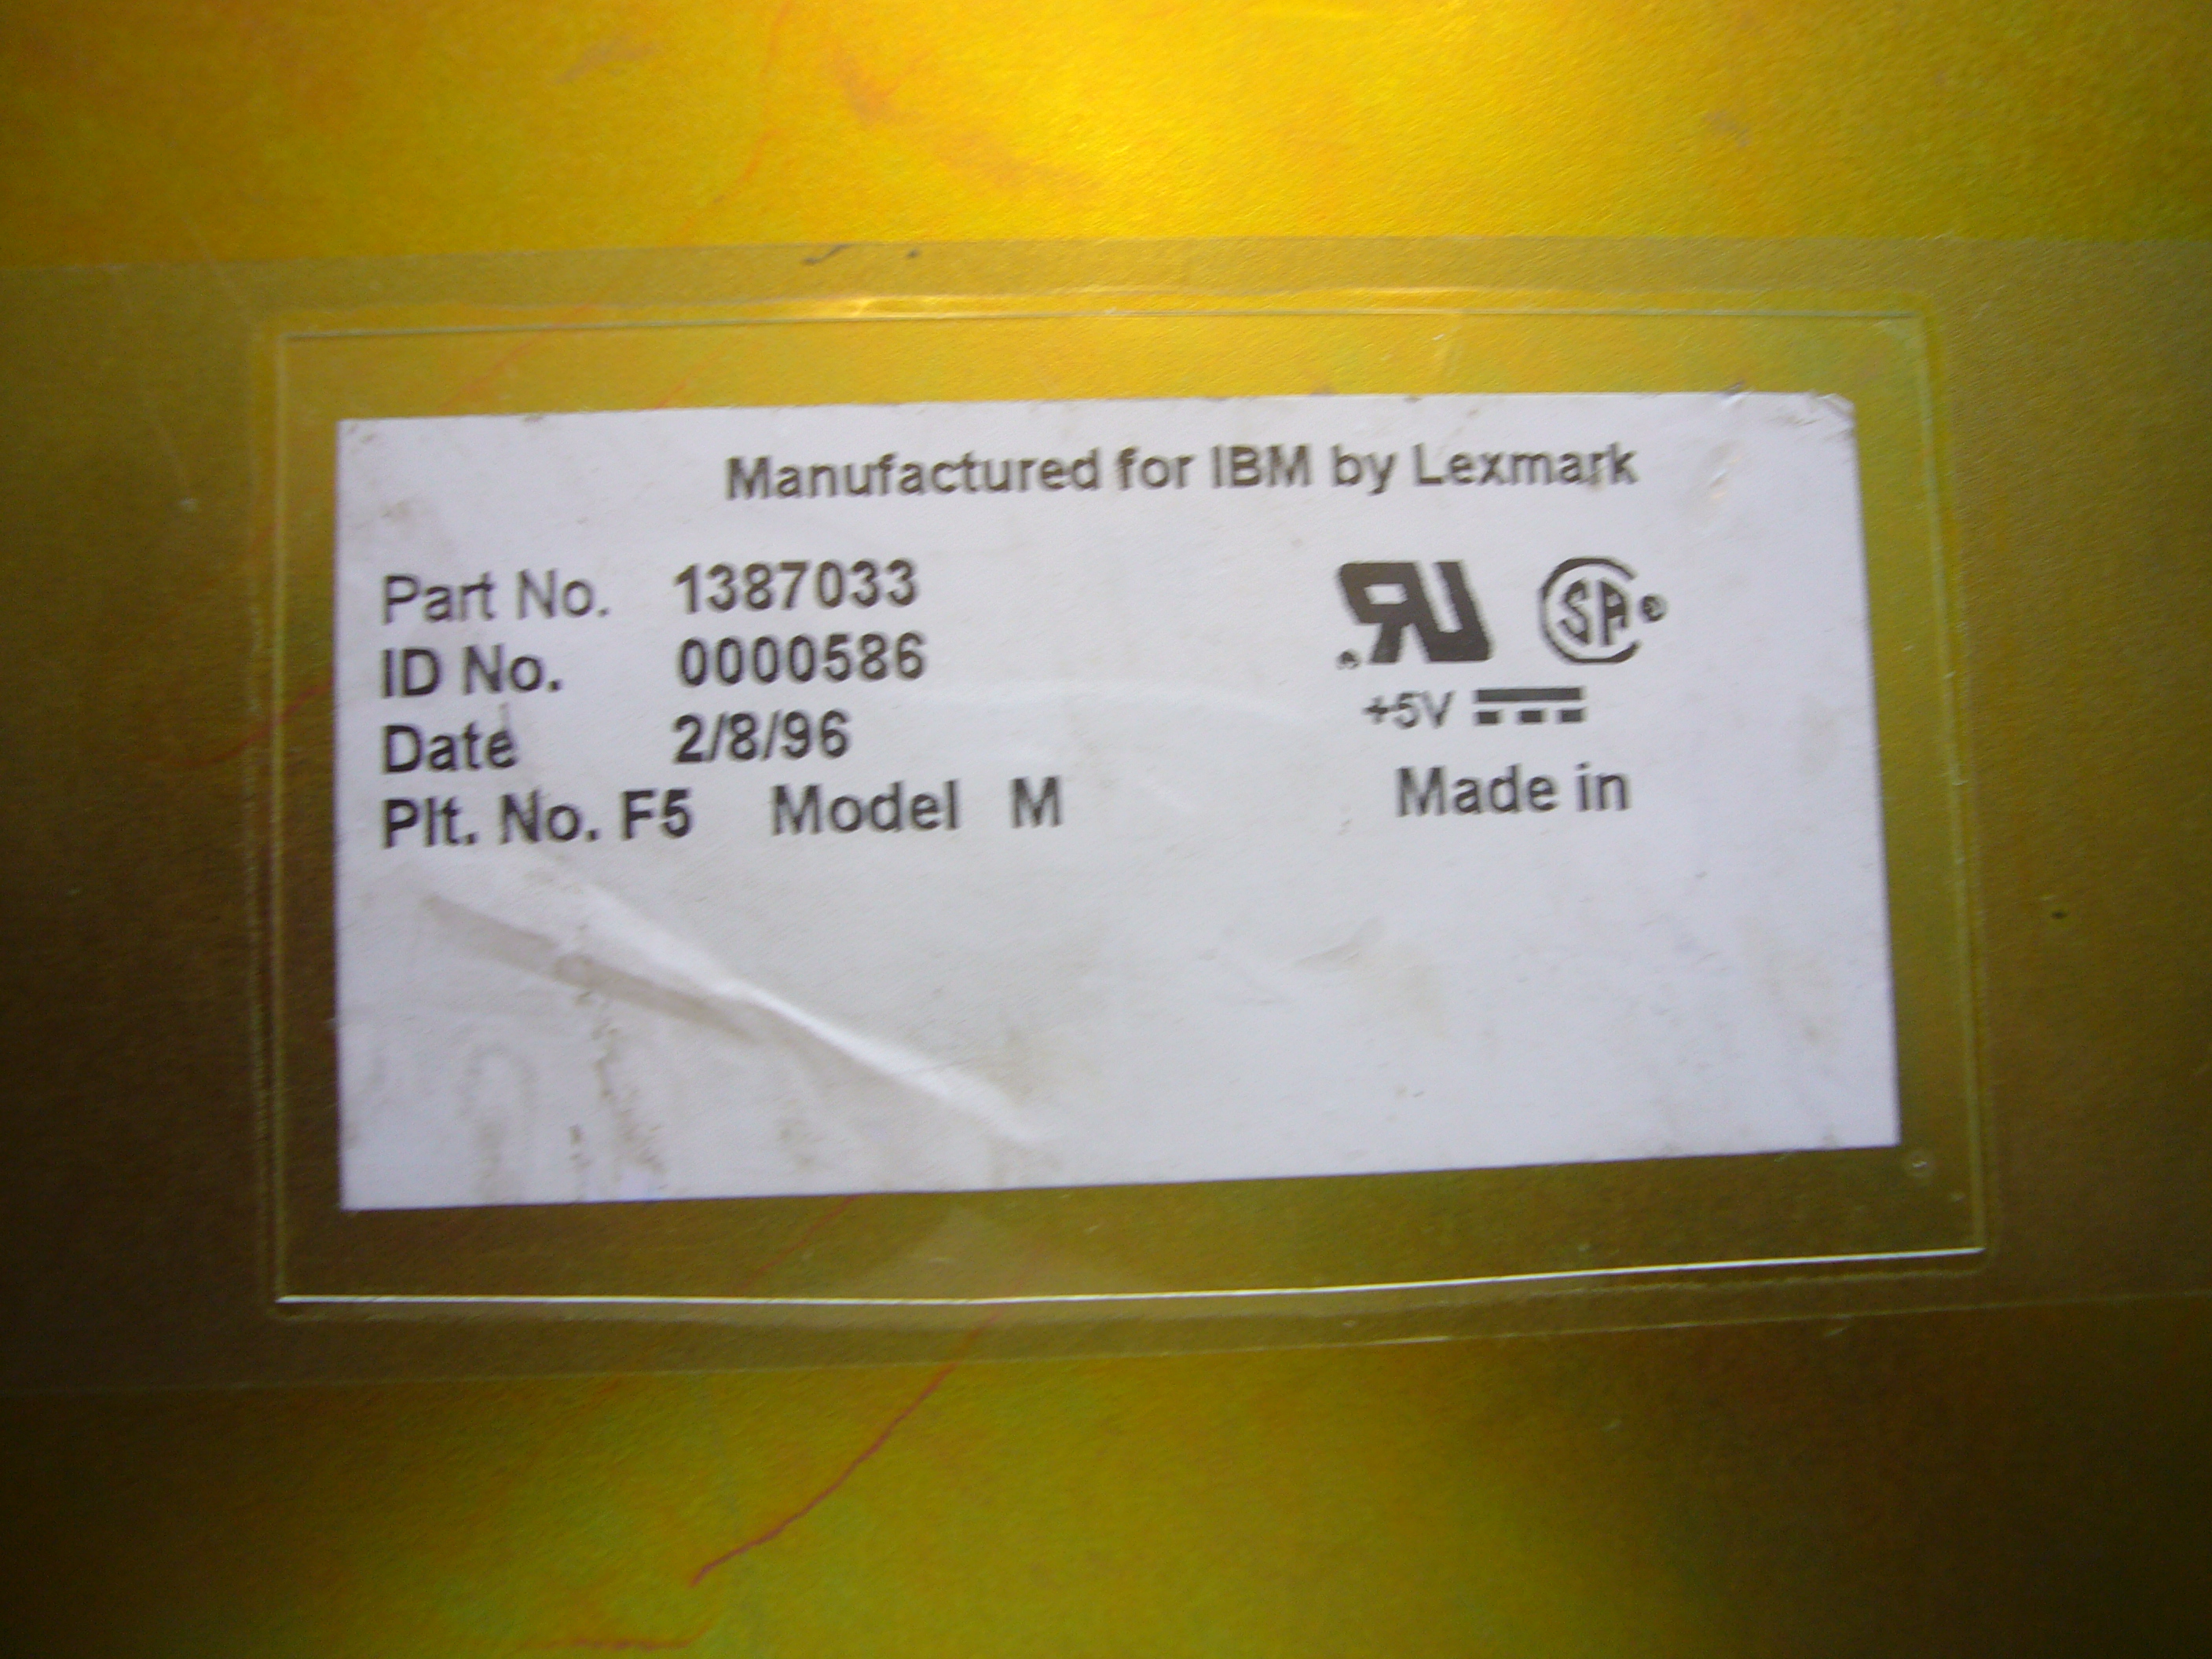 Manufactured for IBM by Lexmark
Part No. 1387033
ID No. 0000586
Date 2/8/96
Plt. No. F5 Model M
SA ®
+5V
Made in